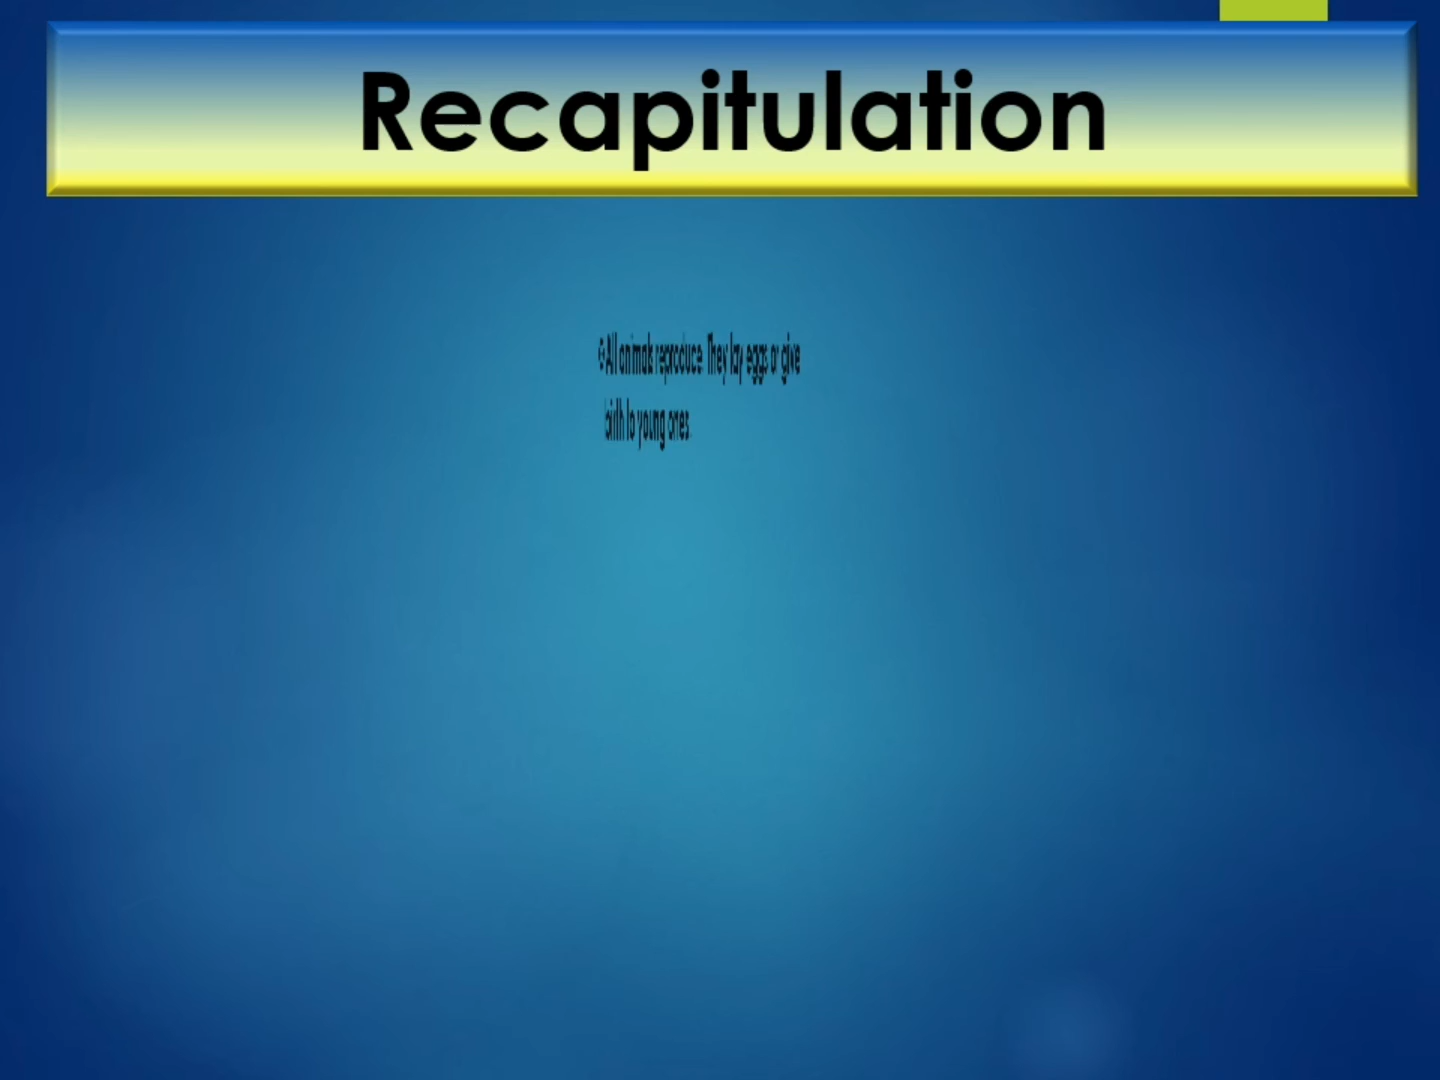 Recapitulation
All animals reproduce. They lay eggs or give
birth to young ones.